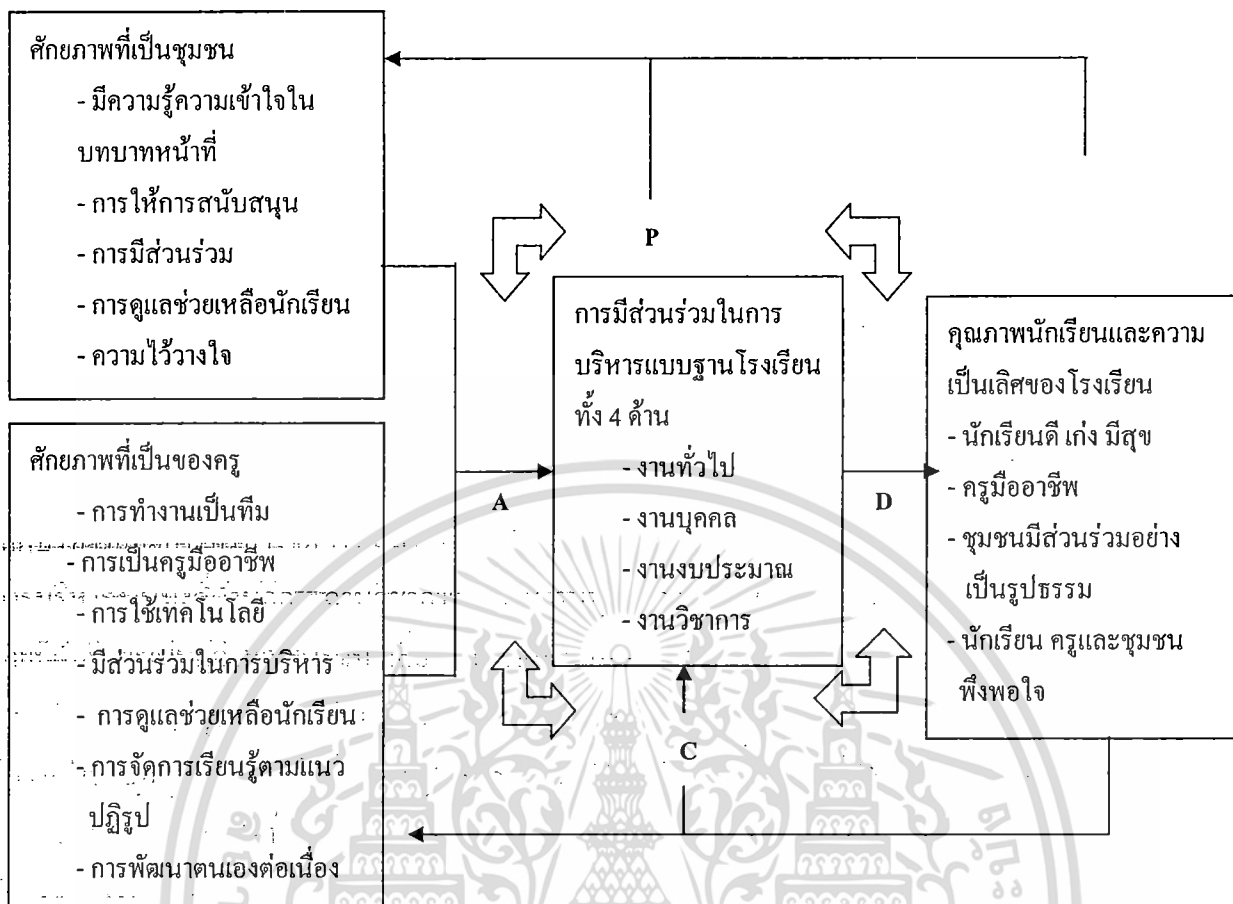 ศักยภาพที่เป็นชุมชน
- มีความรู้ความเข้าใจใน
บทบาทหน้าที่
- การให้การสนับสนุน
- การมีส่วนร่วม
- การดูแลช่วยเหลือนักเรียน
- ความไว้วางใจ
ศักยภาพที่เป็นของครู
- การทำงานเป็นทีม
- การเป็นครูมืออาชีพ
- การใช้เทคโนโลยี
- มีส่วนร่วมในการบริหาร
- การดูแลช่วยเหลือนักเรียน
- การจัดการเรียนรู้ตามแนว
ปฏิรูป
- การพัฒนาตนเองต่อเนื่อง
P
A
การมีส่วนร่วมในการ
บริหารแบบฐานโรงเรียน
ทั้ง 4 ด้าน
- งานทั่วไป
- งานบุคคล
- งานงบประมาณ
- งานวิชาการ
D
C
คุณภาพนักเรียนและความ
เป็นเลิศของโรงเรียน
- นักเรียนดี เก่ง มีสุข
- ครูมืออาชีพ
- ชุมชนมีส่วนร่วมอย่าง
เป็นรูปธรรม
- นักเรียน ครูและชุมชน
พึงพอใจ